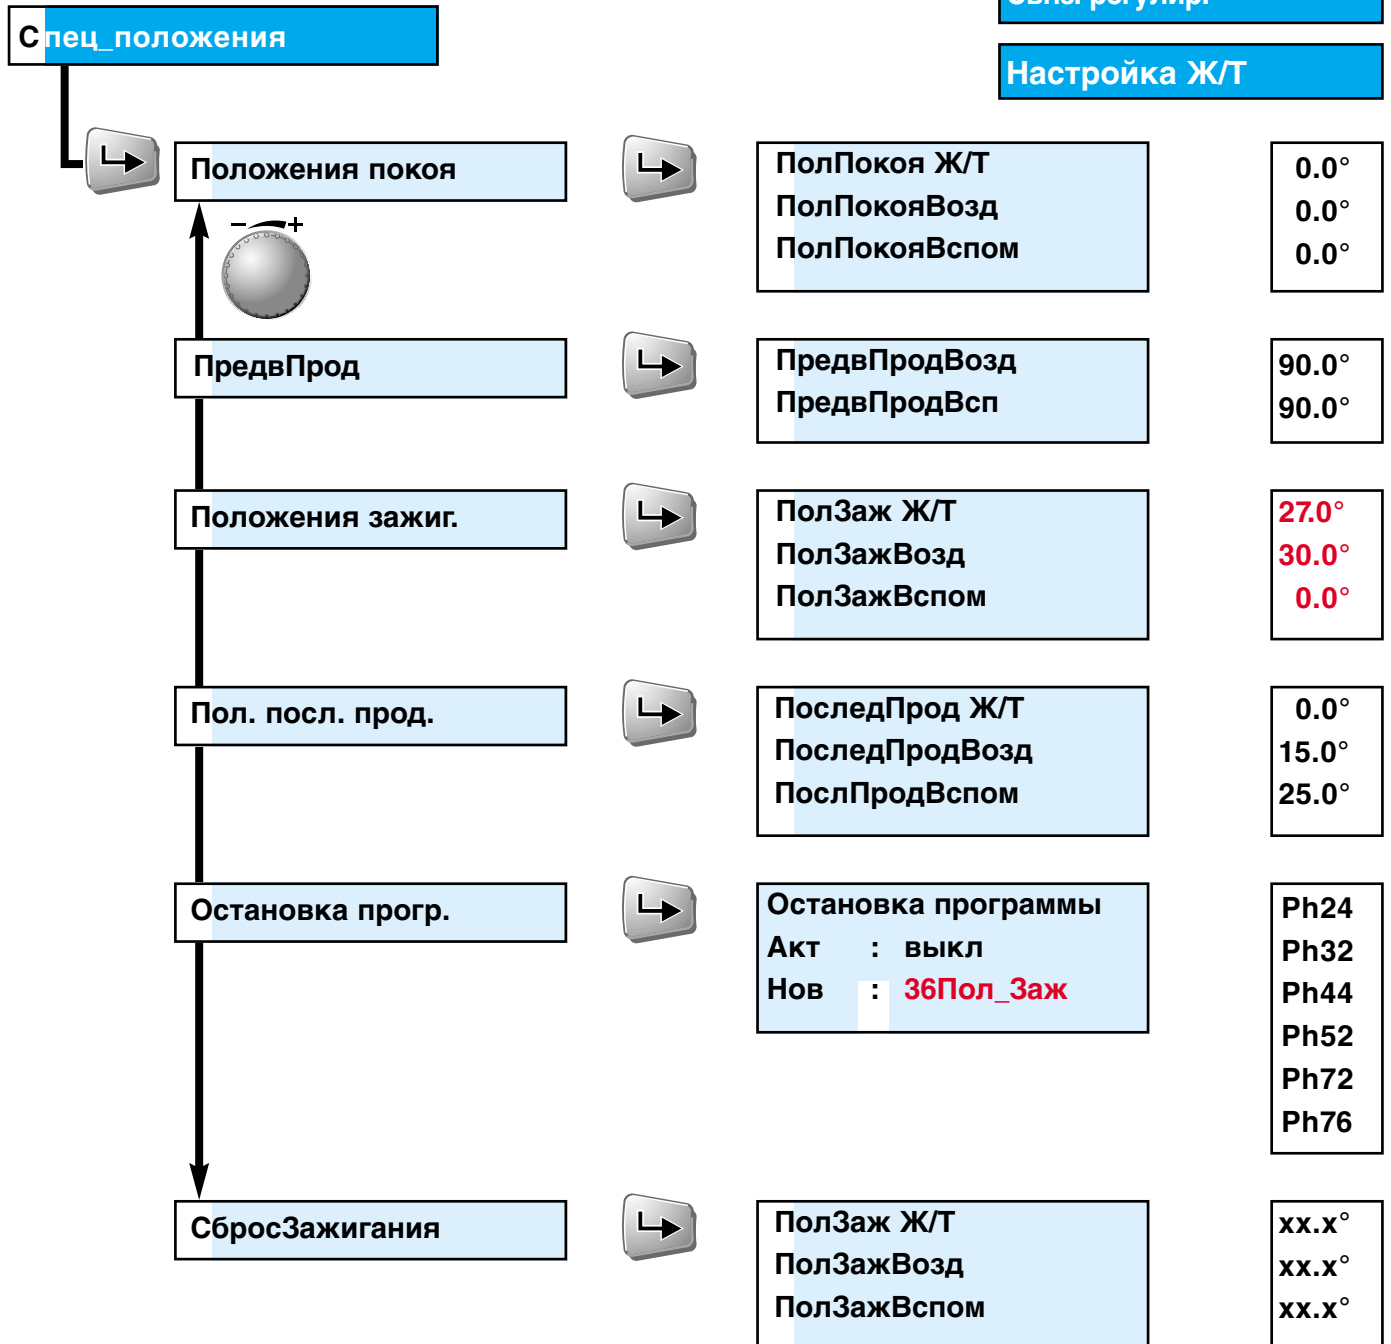 Спец_положения
Настройка Ж/Т
Положения покоя
ПолПокоя Ж/Т
0.0°
ПолПокояВозд
0.0°
ПолПокояВспом
0.0°
– +
ПредвПрод
ПредвПродВозд
90.0°
ПредвПродВсп
90.0°
Положения зажиг.
ПолЗаж Ж/Т
27.0°
ПолЗажВозд
30.0°
ПолЗажВспом
0.0°
Пол. посл. прод.
ПоследПрод Ж/Т
0.0°
ПоследПродВозд
15.0°
ПослПродВспом
25.0°
Остановка прогр.
Остановка программы
Акт : выкл
Нов : 36Пол_Заж
Ph24
Ph32
Ph44
Ph52
Ph72
Ph76
СбросЗажигания
ПолЗаж Ж/Т
xx.x°
ПолЗажВозд
xx.x°
ПолЗажВспом
xx.x°